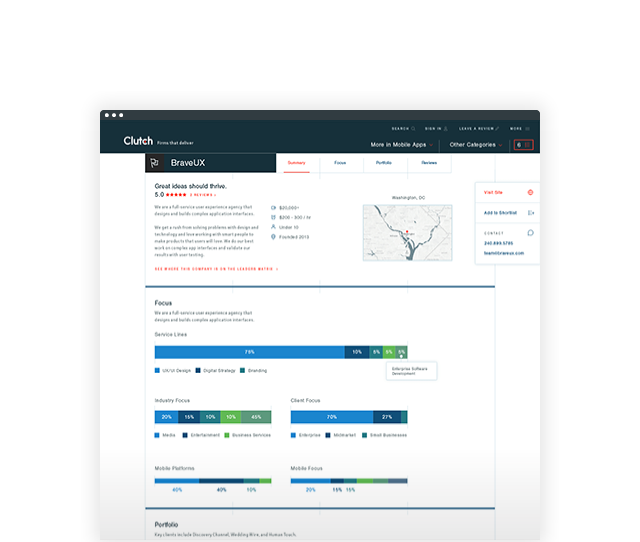 SEARCH SIGN IN LEAVE A REVIEW MORE
Clutch Firms that deliver
More in Mobile Apps Other Categories 6
BraveUX Summary Focus Portfolio Reviews
Great ideas should thrive.
5.0 2 REVIEWS
We are a full service user experience agency that
designs and builds complex application interfaces.
We get a rush from solving problems with design and
technology and love working with smart people to
make products that users will love. We do our best
work on complex app interfaces and validate our
results with user testing.
SEE WHERE THIS COMPANY IS ON THE LEADERS MATRIX >
$20,000+
$200 - 300 / hr
Under 10
Founded 2013
Washington, DC
Visit Site
Add to Shortlist
CONTACT
Focus
We are a full service user experience agency that
designs and builds complex application interfaces.
Service Lines
75% 10% 5% 5% 5%
UX/UI Design Digital Strategy Branding
Enterprise Software
Development
Industry Focus Client Focus
20% 15% 10% 10% 45% 70% 27%
Media Entertainment Business Services Enterprise Midmarket Small Businesses
Mobile Platforms Mobile Focus
40% 40% 10% 20% 15% 15%
Portfolio
Key clients include Discovery Channel, Wedding Wire, and Human Touch.